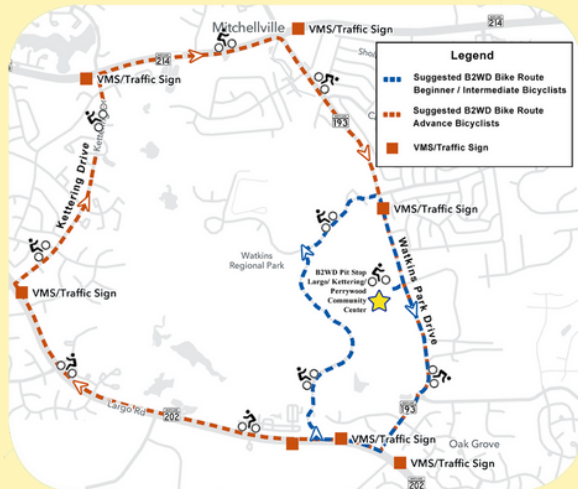 Mitchellville
VMS/Traffic Sign
214
214
Legend
Suggested B2WD Bike Route
Beginner / Intermediate Bicyclists
Suggested B2WD Bike Route
Advance Bicyclists
VMS/Traffic Sign
VMS/Traffic Sign
193
Kettering Drive
VMS/Traffic Sign
Watkins
Regional Park
B2WD Pit Stop
Largo/ Kettering/
Perrywood
Community
Center
Watkins Park Drive
VMS/Traffic Sign
Largo Rd
202
193
VMS/Traffic Sign
Oak Grove
VMS/Traffic Sign
202